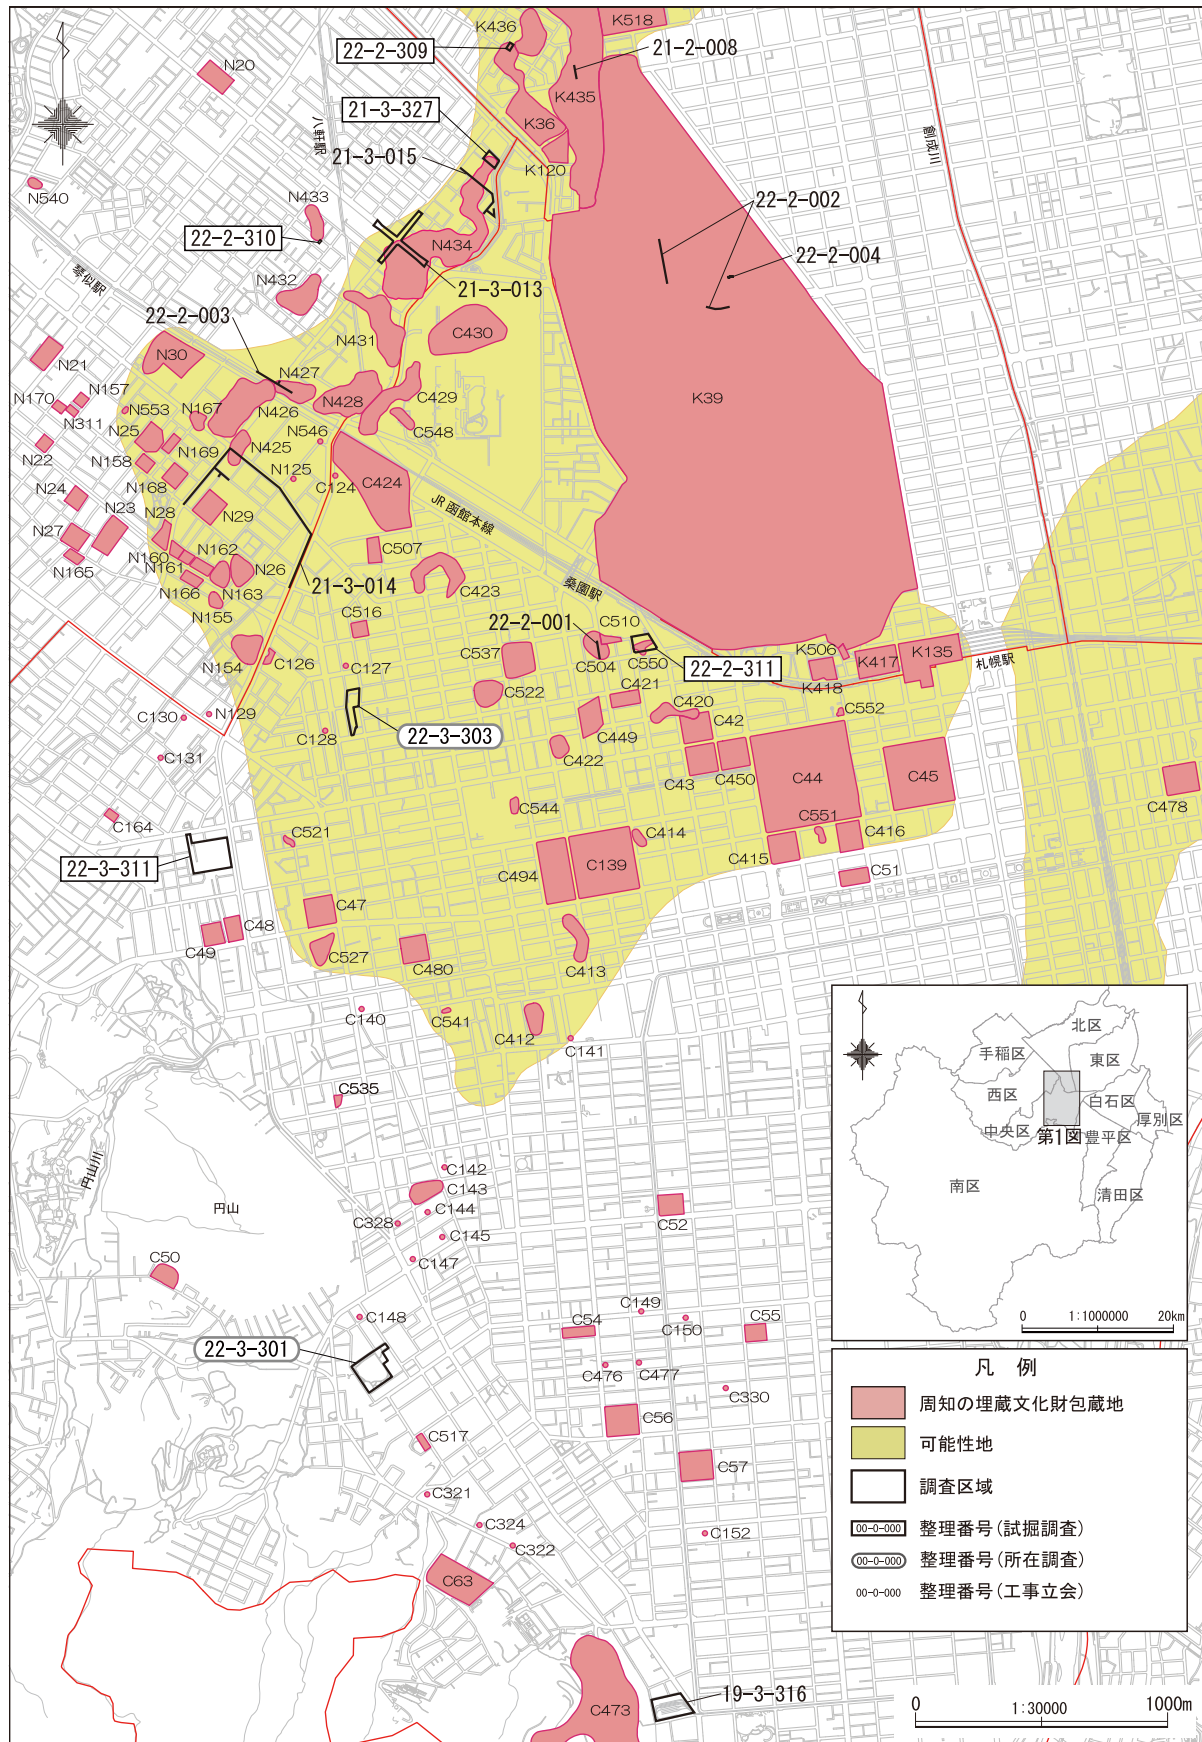 K436
K518
22-2-309
21-2-008
N20
K435
21-3-327
K36
八軒駅
創成川
21-3-015
K120
N540
N433
22-2-002
22-2-310
N434
22-2-004
琴似駅
N432
21-3-013
22-2-003
C430
N431
N30
N21
N427
K39
N170
N157
N167
N426
N428
C429
N311
N553
C548
N25
N425
N546
N22
N169
N158
N125
C124
C424
N168
JR函館本線
N24
N28
N29
N23
N27
N160
N162
C507
N161
N26
N165
N166
N163
21-3-014
C423
桑園駅
N155
C516
22-2-001
C510
K506
K135
N154
C126
C537
C504
C550
22-2-311
K417
札幌駅
C127
K418
C522
C421
C420
C552
C130
N129
C42
22-3-303
C128
C449
C131
C422
C43
C450
C44
C45
C478
C544
C164
C521
C414
C551
C416
22-3-311
C494
C139
C415
C51
C47
C48
C49
C527
C480
C413
C140
C541
C412
C141
C535
円山川
円山
C142
C143
C144
C328
C145
C52
C147
C50
C148
C149
C54
C150
C55
22-3-301
C476
C477
C330
C56
C517
C57
C321
C324
C322
C152
C63
C473
19-3-316
北区
手稲区
東区
西区
白石区
厚別区
中央区
第1図
豊平区
南区
清田区
0 1:1000000 20km
凡 例
周知の埋蔵文化財包蔵地
可能性地
調査区域
00-0-000 整理番号(試掘調査)
00-0-000 整理番号(所在調査)
00-0-000 整理番号(工事立会)
0 1:30000 1000m